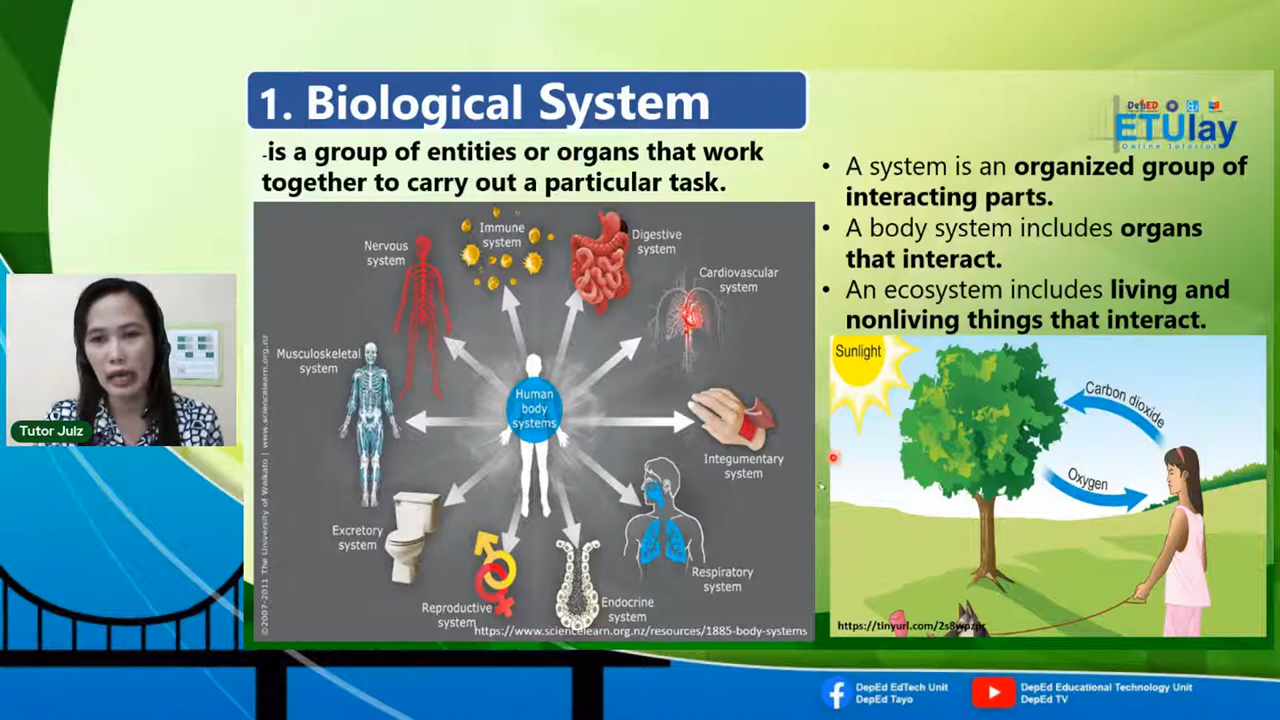 1. Biological System
-is a group of entities or organs that work
together to carry out a particular task.
Immune
system
Digestive
system
Nervous
system
Cardiovascular
system
Musculoskeletal
system
Human
body
systems
Integumentary
system
Excretory
system
Respiratory
system
Reproductive
system
Endocrine
system
©2007-2011 The University of Waikato | www.sciencelearn.org.nz
https://www.sciencelearn.org.nz/resources/1885-body-systems
DepED
ETUlay
Online Tutorial
• A system is an organized group of
interacting parts.
• A body system includes organs
that interact.
• An ecosystem includes living and
nonliving things that interact.
Sunlight
Carbon dioxide
Oxygen
https://tinyurl.com/2s8wpzpr
Tutor Julz
DepEd EdTech Unit
DepEd Tayo
DepEd Educational Technology Unit
DepEd TV